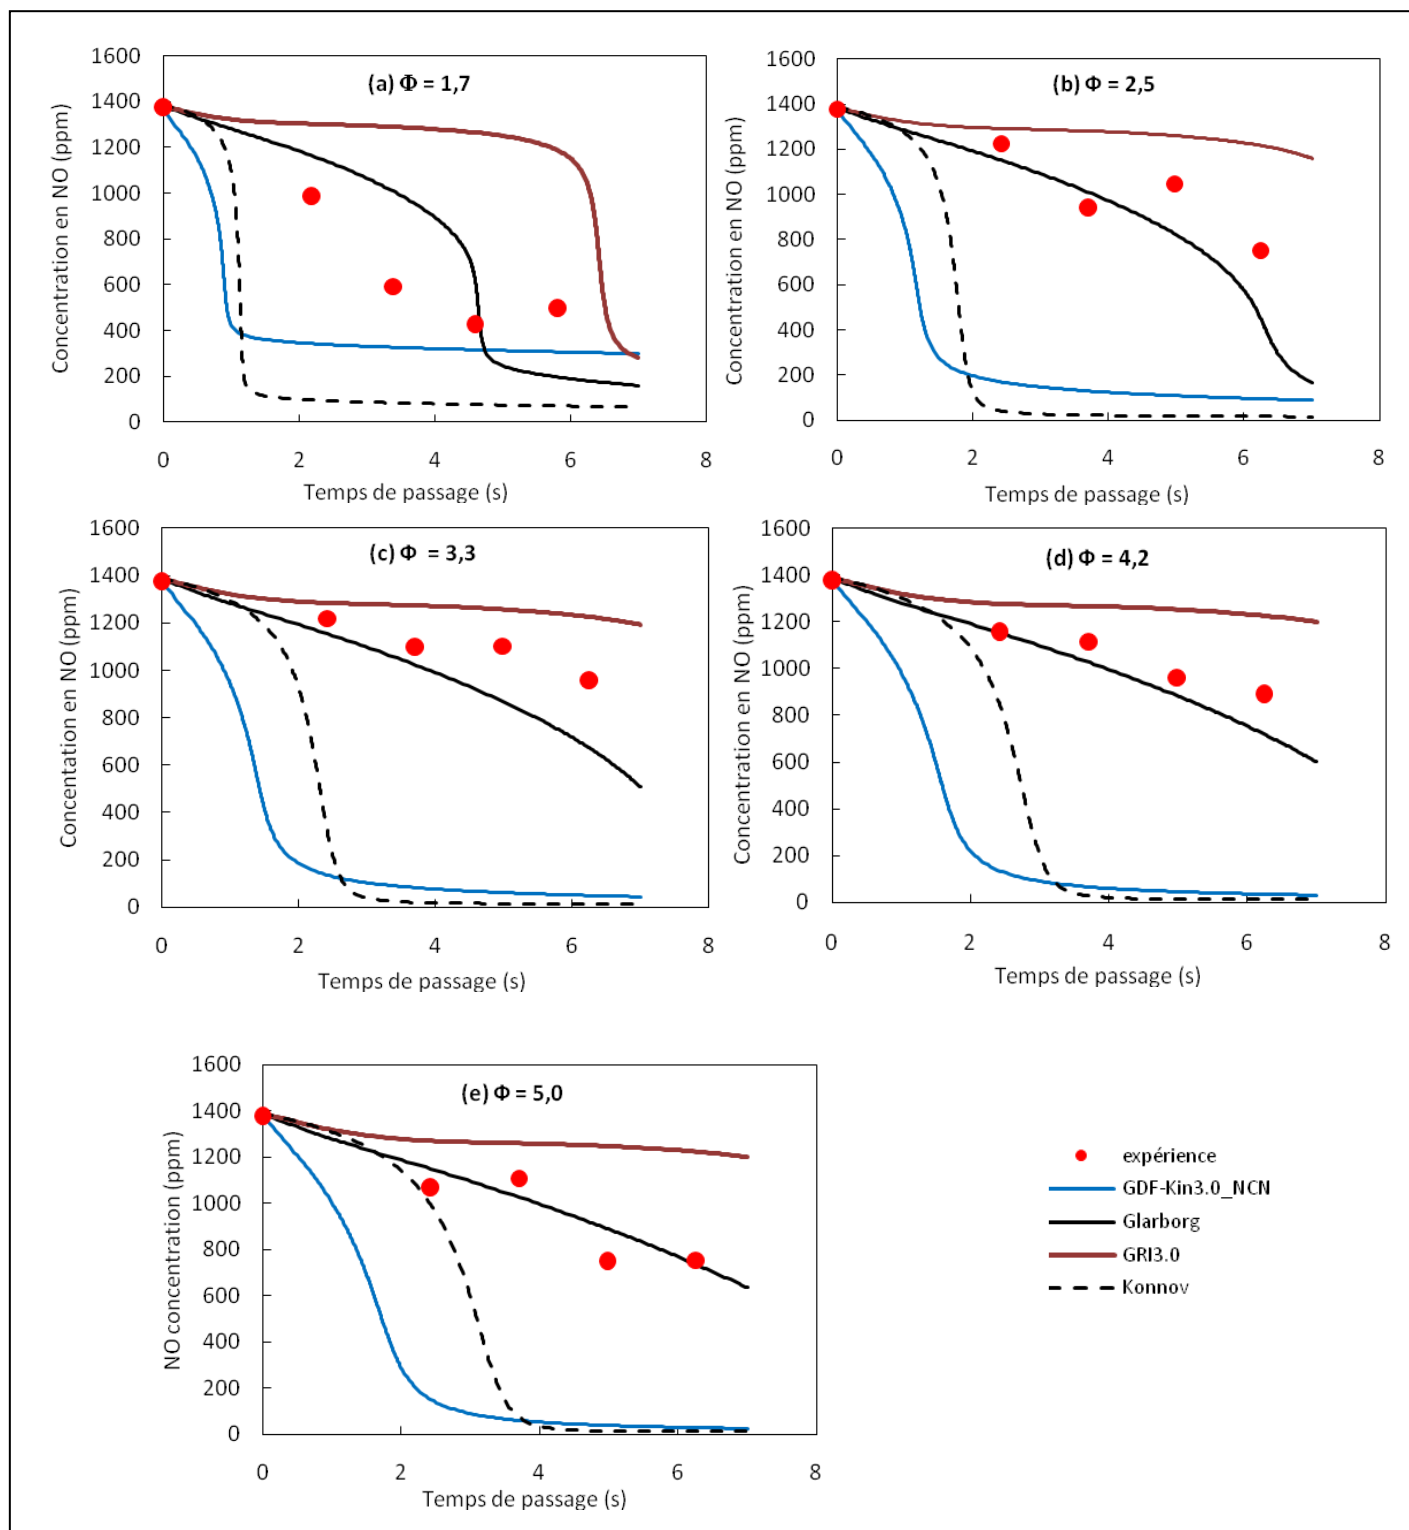 (a) Φ = 1,7
Concentration en NO (ppm)
1600
1400
1200
1000
800
600
400
200
0
0 2 4 6 8
Temps de passage (s)
(b) Φ = 2,5
Concentration en NO (ppm)
1600
1400
1200
1000
800
600
400
200
0
0 2 4 6 8
Temps de passage (s)
(c) Φ = 3,3
Concentation en NO (ppm)
1600
1400
1200
1000
800
600
400
200
0
0 2 4 6 8
Temps de passage (s)
(d) Φ = 4,2
Concentration en NO (ppm)
1600
1400
1200
1000
800
600
400
200
0
0 2 4 6 8
Temps de passage (s)
(e) Φ = 5,0
NO concentration (ppm)
1600
1400
1200
1000
800
600
400
200
0
0 2 4 6 8
Temps de passage (s)
expérience
GDF-Kin3.0_NCN
Glarborg
GRI3.0
Konnov